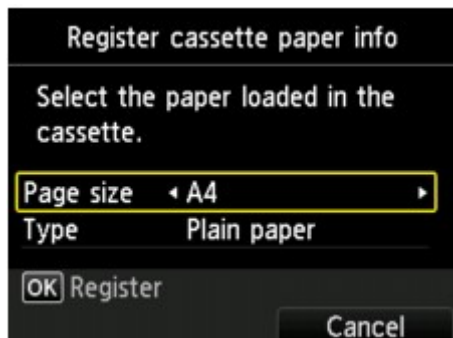 Register cassette paper info
Select the paper loaded in the
cassette.
Page size ◂ A4 ▸
Type Plain paper
OK Register
Cancel